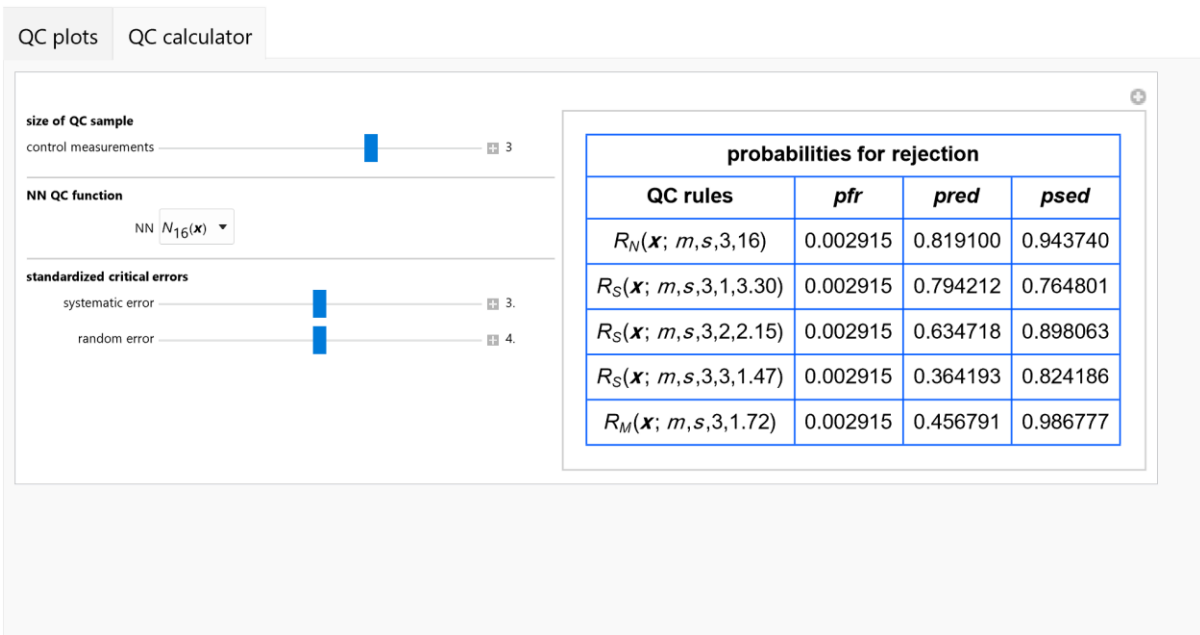 QC plots QC calculator
size of QC sample
control measurements 3
NN QC function
NN N16(x)
standardized critical errors
systematic error 3.
random error 4.
probabilities for rejection
QC rules pfr pred psed
RN(x; m,s,3,16) 0.002915 0.819100 0.943740
RS(x; m,s,3,1,3.30) 0.002915 0.794212 0.764801
RS(x; m,s,3,2,2.15) 0.002915 0.634718 0.898063
RS(x; m,s,3,3,1.47) 0.002915 0.364193 0.824186
RM(x; m,s,3,1.72) 0.002915 0.456791 0.986777